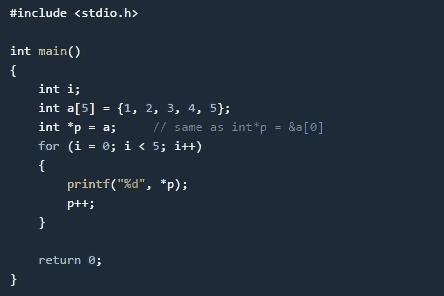 #include <stdio.h>
int main()
{
    int i;
    int a[5] = {1, 2, 3, 4, 5};
    int *p = a;     // same as int*p = &a[0]
    for (i = 0; i < 5; i++)
    {
        printf("%d", *p);
        p++;
    }
    return 0;
}